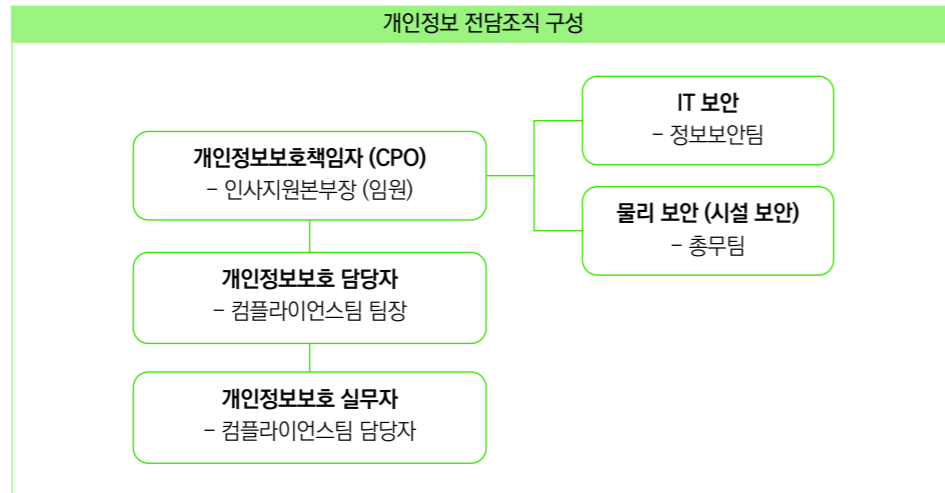 개인정보 전담조직 구성
개인정보보호책임자 (CPO)
– 인사지원본부장 (임원)
IT 보안
– 정보보안팀
물리 보안 (시설 보안)
– 총무팀
개인정보보호 담당자
– 컴플라이언스팀 팀장
개인정보보호 실무자
– 컴플라이언스팀 담당자